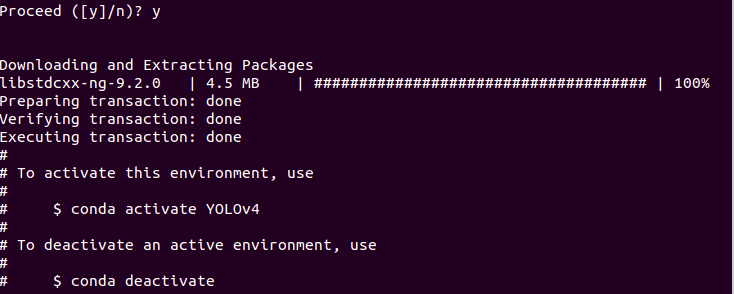 Proceed ([y]/n)? y
Downloading and Extracting Packages
libstdcxx-ng-9.2.0   | 4.5 MB    | ##################################### | 100%
Preparing transaction: done
Verifying transaction: done
Executing transaction: done
#
# To activate this environment, use
#
#     $ conda activate YOLOv4
#
# To deactivate an active environment, use
#
#     $ conda deactivate